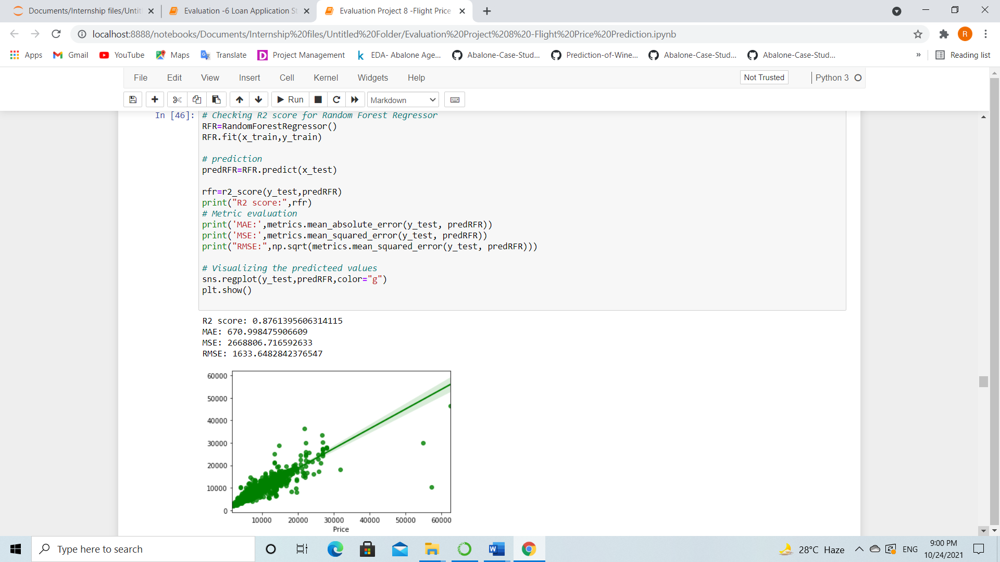 Documents/Internship files/Untit
Evaluation -6 Loan Application St
Evaluation Project 8 -Flight Price
localhost:8888/notebooks/Documents/Internship%20files/Untitled%20Folder/Evaluation%20Project%208%20-Flight%20Price%20Prediction.ipynb
R
Apps
Gmail
YouTube
Maps
Translate
Project Management
EDA- Abalone Age...
Abalone-Case-Stud...
Prediction-of-Wine...
Abalone-Case-Stud...
Abalone-Case-Stud...
»
Reading list
File Edit View Insert Cell Kernel Widgets Help
Not Trusted
Python 3
Run
Markdown
In [46]: # Checking R2 score for Random Forest Regressor
RFR=RandomForestRegressor()
RFR.fit(x_train,y_train)
# prediction
predRFR=RFR.predict(x_test)
rfr=r2_score(y_test,predRFR)
print("R2 score:",rfr)
# Metric evaluation
print('MAE:',metrics.mean_absolute_error(y_test, predRFR))
print('MSE:',metrics.mean_squared_error(y_test, predRFR))
print("RMSE:",np.sqrt(metrics.mean_squared_error(y_test, predRFR)))
# Visualizing the predicteed values
sns.regplot(y_test,predRFR,color="g")
plt.show()
R2 score: 0.8761395606314115
MAE: 670.998475906609
MSE: 2668806.716592633
RMSE: 1633.6482842376547
60000
50000
40000
30000
20000
10000
0
10000 20000 30000 40000 50000 60000
Price
Type here to search
28°C Haze
ENG
9:00 PM
10/24/2021